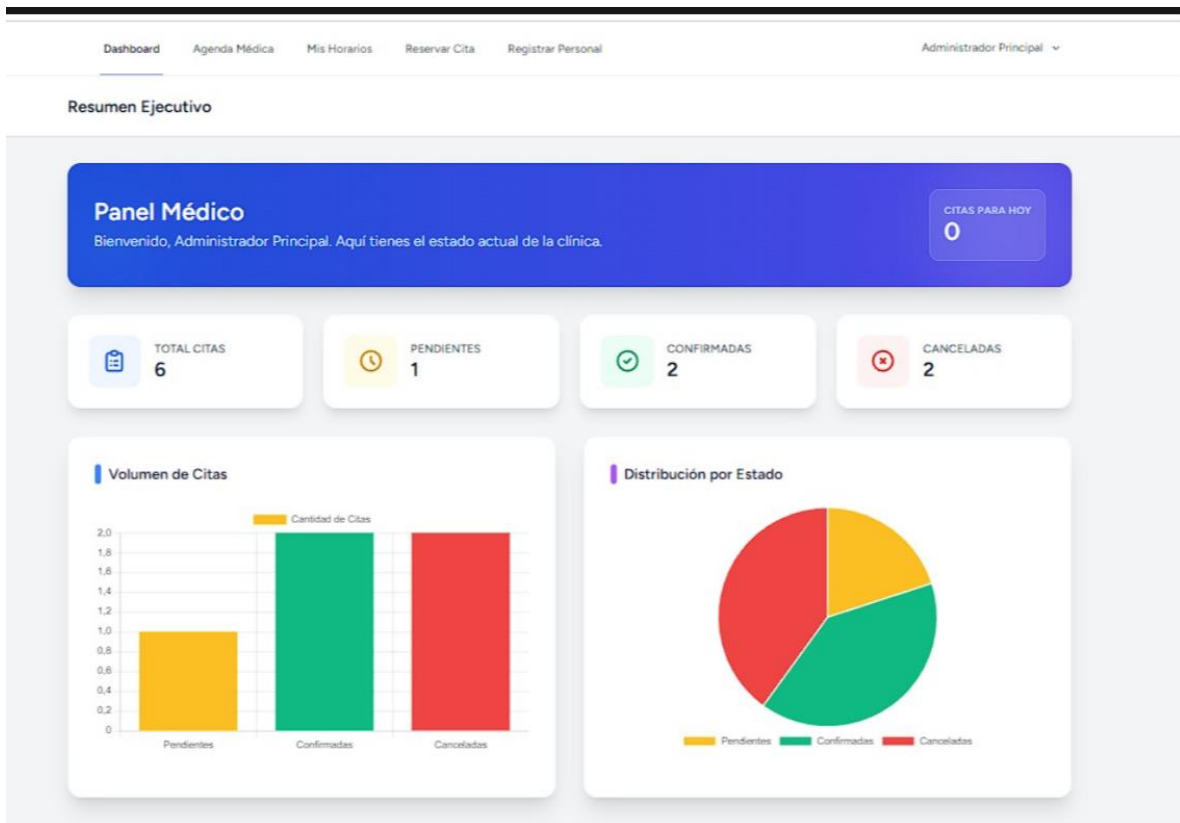 Dashboard Agenda Médica Mis Horarios Reservar Cita Registrar Personal Administrador Principal
Resumen Ejecutivo
Panel Médico
Bienvenido, Administrador Principal. Aquí tienes el estado actual de la clínica.
CITAS PARA HOY
0
TOTAL CITAS
6
PENDIENTES
1
CONFIRMADAS
2
CANCELADAS
2
Volumen de Citas
Cantidad de Citas
2,0
1,8
1,6
1,4
1,2
1,0
0,8
0,6
0,4
0,2
0
Pendientes Confirmadas Canceladas
Distribución por Estado
Pendientes Confirmadas Canceladas